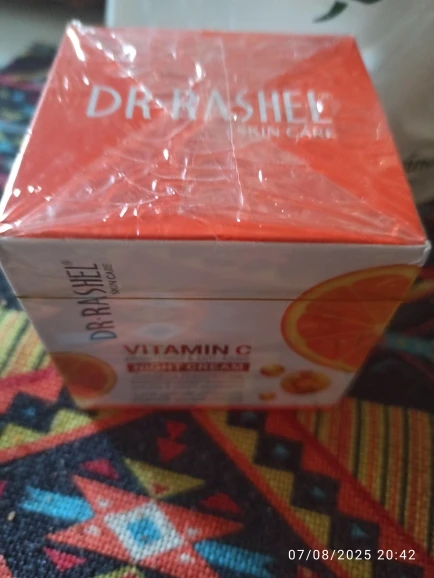 DR·RASHEL
SKIN CARE
DR·RASHEL®
SKIN CARE
VITAMIN C
NIGHT CREAM
07/08/2025 20:42